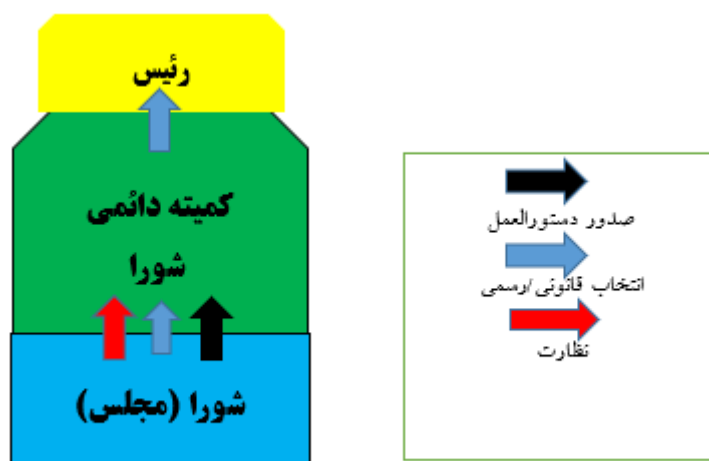 رئیس
کمیته دائمی
شورا
شورا (مجلس)
صدور دستورالعمل
انتخاب قانونی/رسمی
نظارت